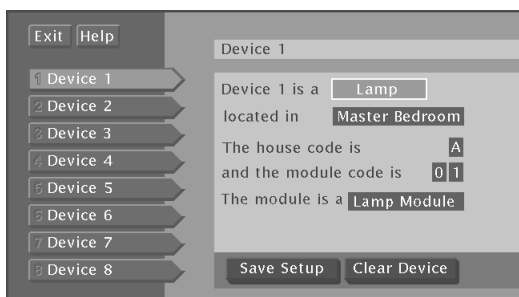 Exit Help
Device 1
1 Device 1
2 Device 2
3 Device 3
4 Device 4
5 Device 5
6 Device 6
7 Device 7
8 Device 8
Device 1 is a Lamp
located in Master Bedroom
The house code is A
and the module code is 0 1
The module is a Lamp Module
Save Setup Clear Device